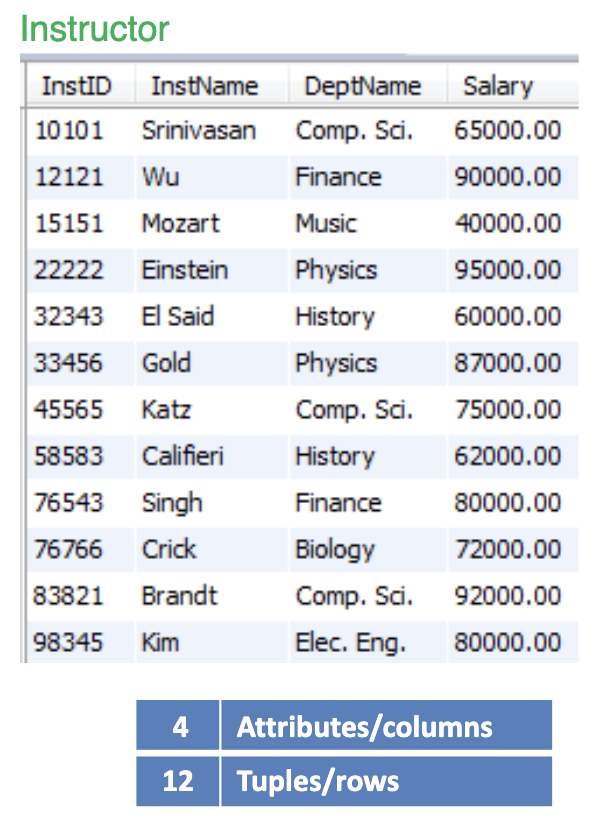 Instructor
InstID InstName DeptName Salary
10101 Srinivasan Comp. Sci. 65000.00
12121 Wu Finance 90000.00
15151 Mozart Music 40000.00
22222 Einstein Physics 95000.00
32343 El Said History 60000.00
33456 Gold Physics 87000.00
45565 Katz Comp. Sci. 75000.00
58583 Califieri History 62000.00
76543 Singh Finance 80000.00
76766 Crick Biology 72000.00
83821 Brandt Comp. Sci. 92000.00
98345 Kim Elec. Eng. 80000.00
4 Attributes/columns
12 Tuples/rows